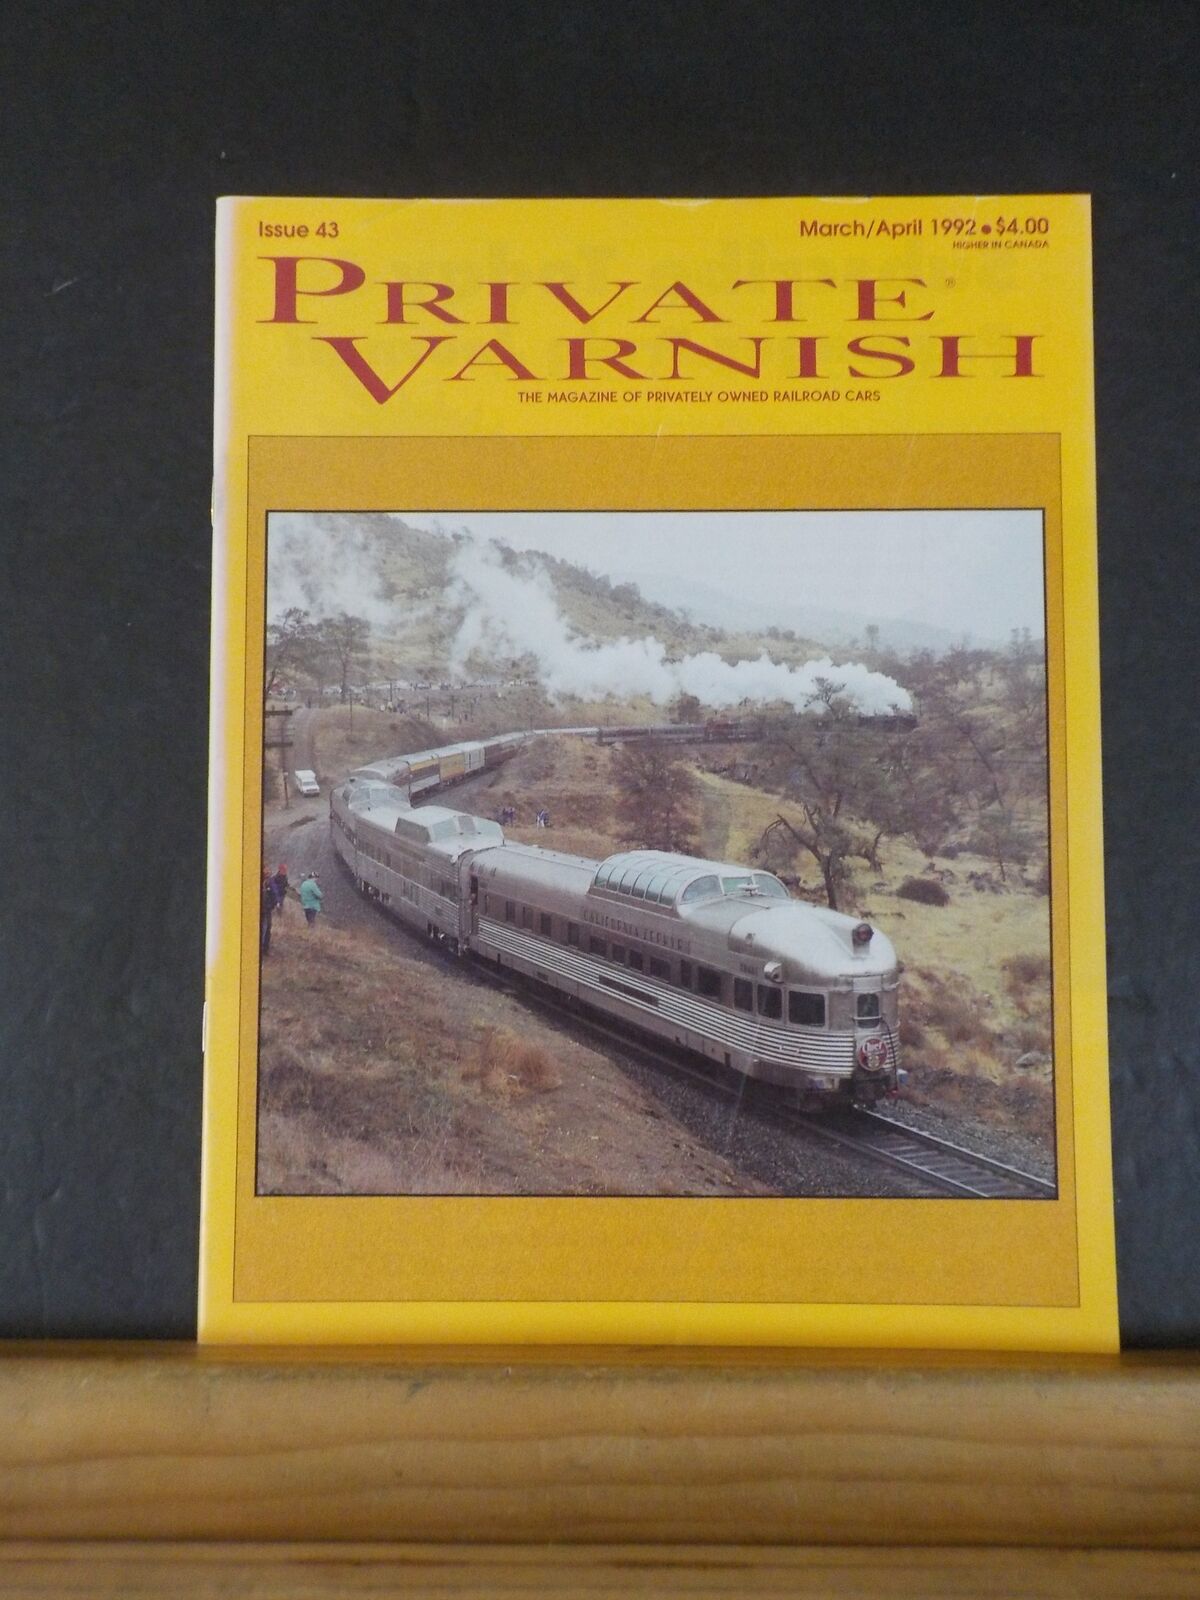 Issue 43
March/April 1992 • $4.00
HIGHER IN CANADA
PRIVATE®
VARNISH
THE MAGAZINE OF PRIVATELY OWNED RAILROAD CARS
CALIFORNIA ZEPHYR